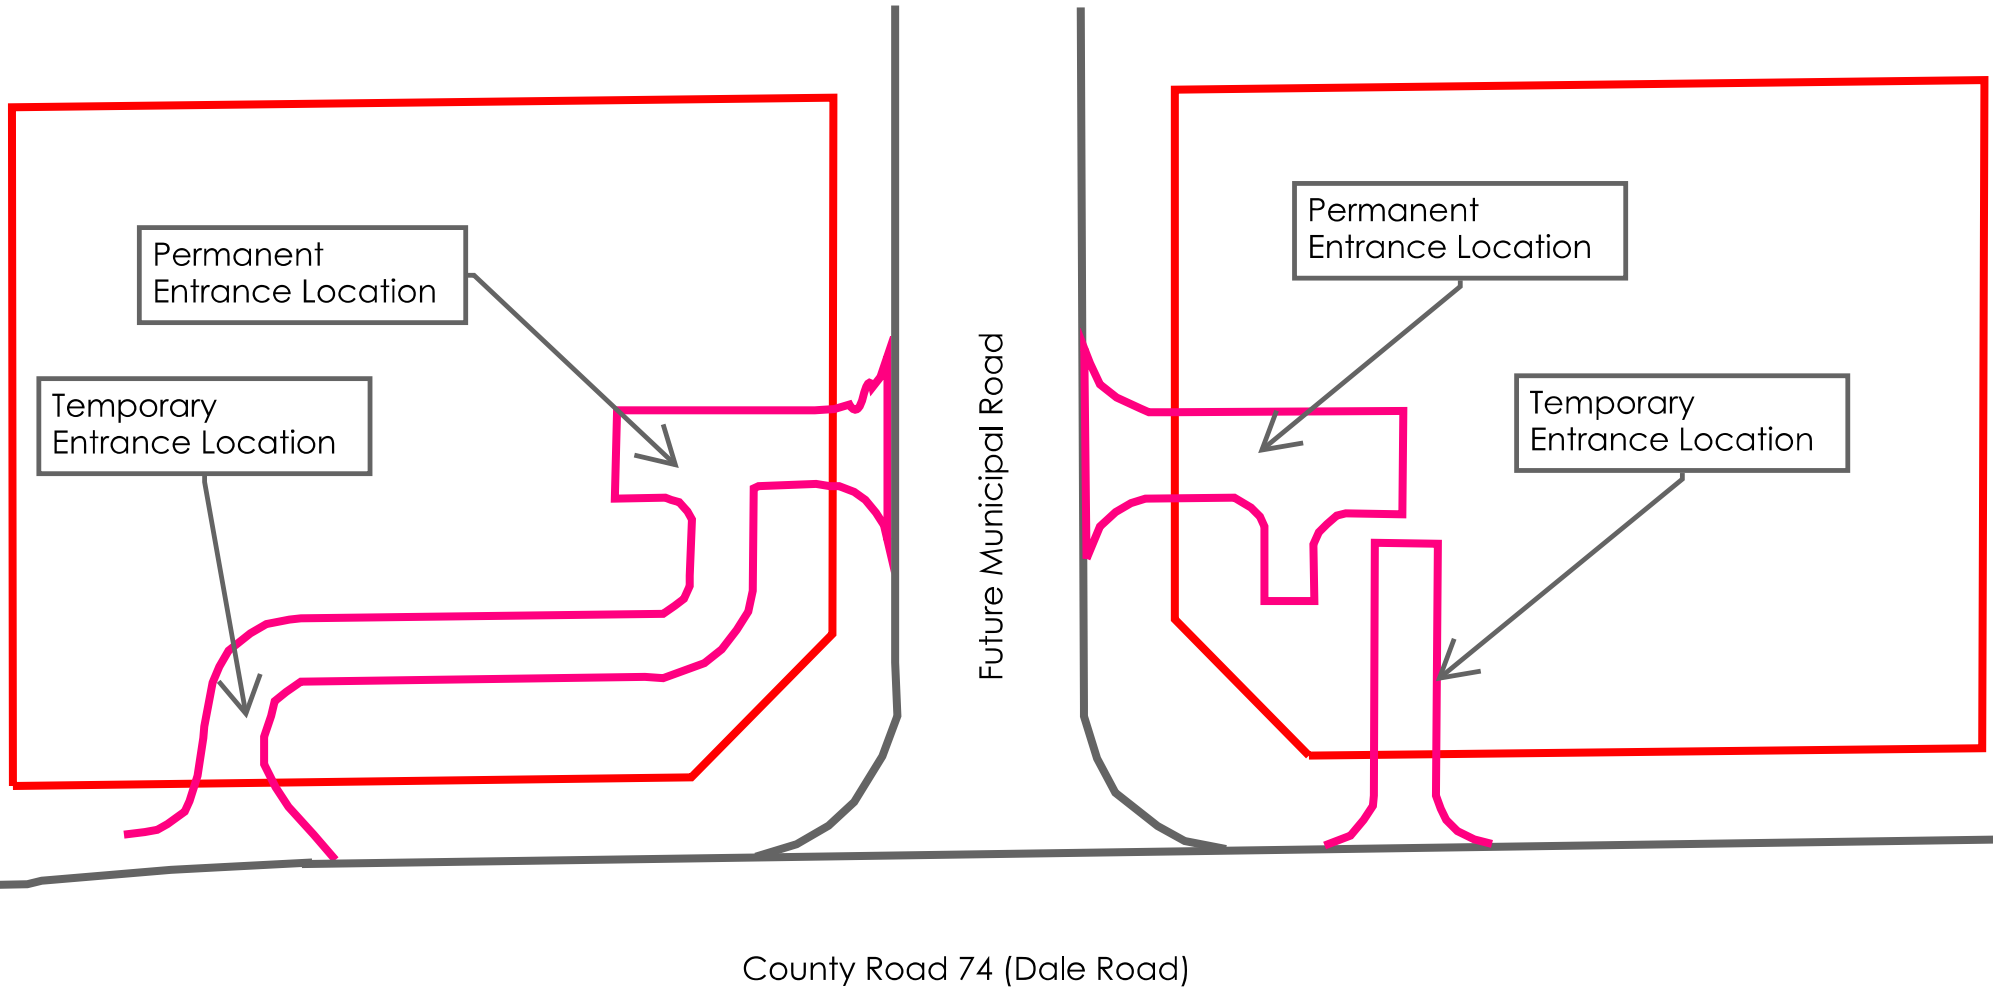 Permanent
Entrance Location
Temporary
Entrance Location
Future Municipal Road
Permanent
Entrance Location
Temporary
Entrance Location
County Road 74 (Dale Road)